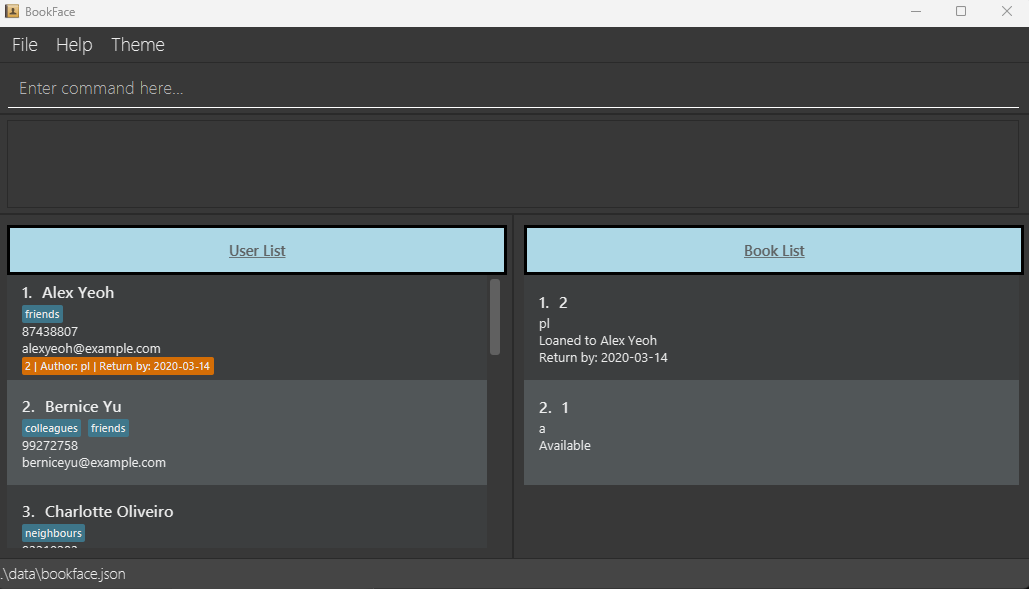 BookFace
File Help Theme
Enter command here...
User List
1. Alex Yeoh
friends
87438807
alexyeoh@example.com
2 | Author: pl | Return by: 2020-03-14
2. Bernice Yu
colleagues friends
99272758
berniceyu@example.com
3. Charlotte Oliveiro
neighbours
Book List
1. 2
pl
Loaned to Alex Yeoh
Return by: 2020-03-14
2. 1
a
Available
.\data\bookface.json